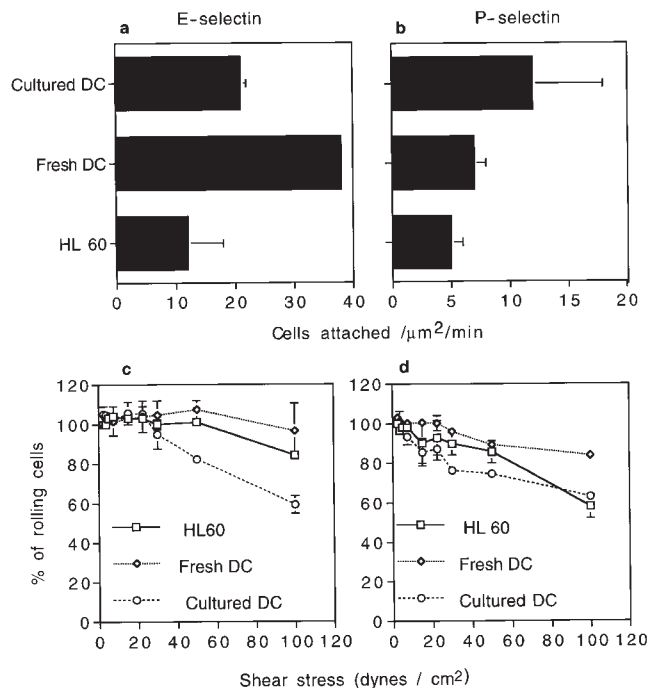 E-selectin
P-selectin
a
b
Cultured DC
Fresh DC
HL 60
0 10 20 30 40
0 5 10 15 20
Cells attached /µm²/min
c
d
120
100
80
60
40
20
0
120
100
80
60
40
20
0
% of rolling cells
HL60
Fresh DC
Cultured DC
HL 60
Fresh DC
Cultured DC
0 20 40 60 80 100 120
0 20 40 60 80 100 120
Shear stress (dynes / cm²)